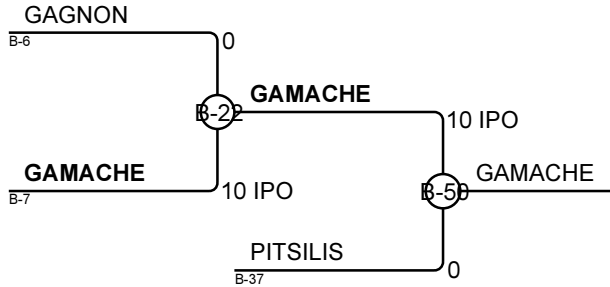 GAGNON
B-6
0
B-22
GAMACHE
10 IPO
GAMACHE
B-7
10 IPO
B-50
GAMACHE
PITSILIS
B-37
0